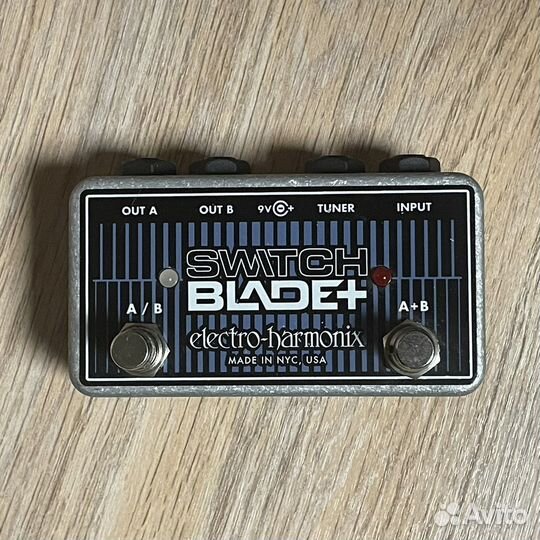 OUT A OUT B 9V + TUNER INPUT
SWITCH
BLADE+
A / B A+B
electro-harmonix
MADE IN NYC, USA
Avito